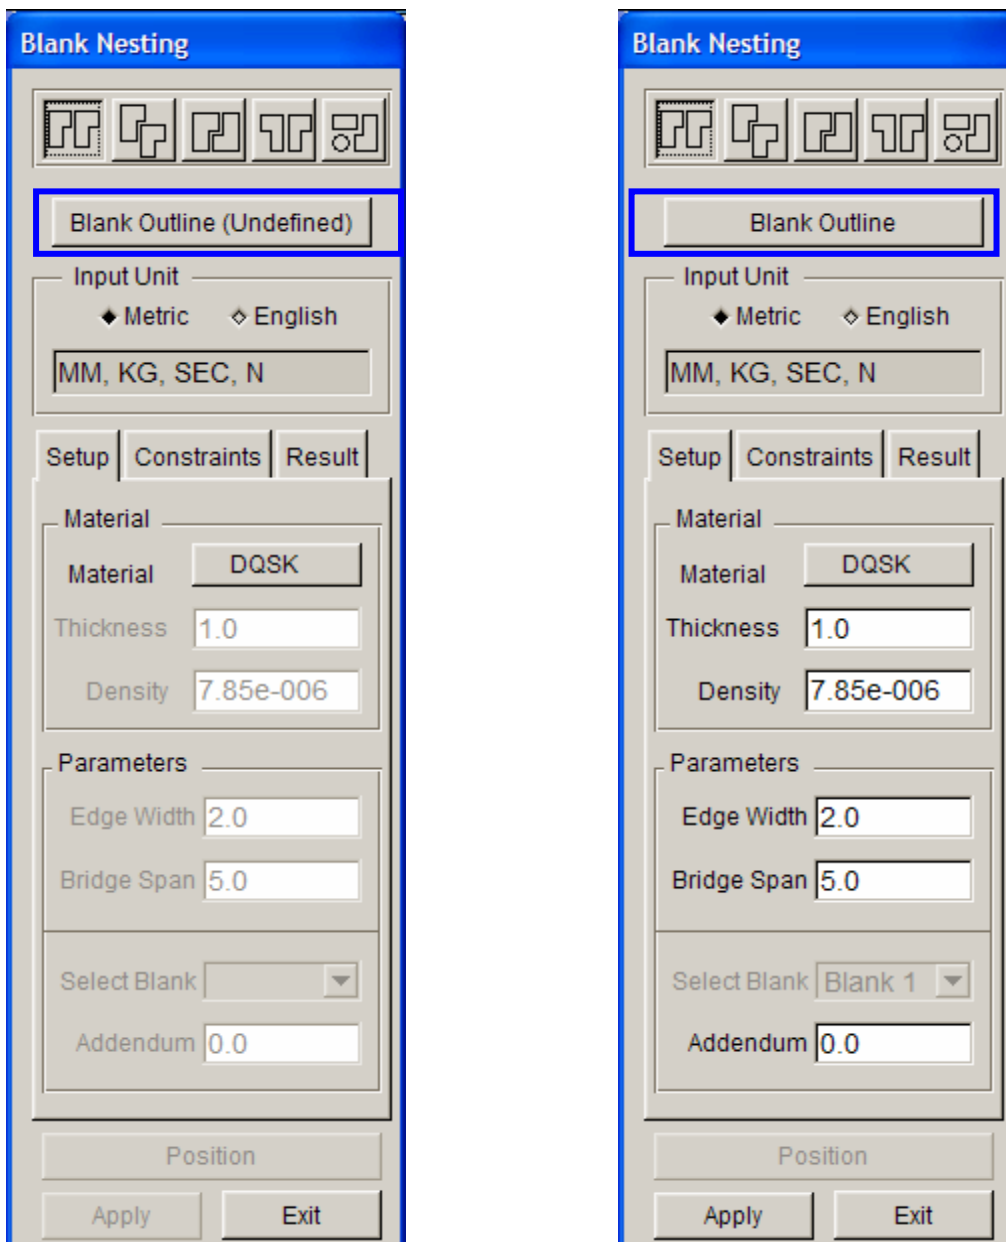 Blank Nesting
Blank Outline (Undefined)
Input Unit
Metric English
MM, KG, SEC, N
Setup Constraints Result
Material
Material DQSK
Thickness 1.0
Density 7.85e-006
Parameters
Edge Width 2.0
Bridge Span 5.0
Select Blank
Addendum 0.0
Position
Apply Exit
Blank Nesting
Blank Outline
Input Unit
Metric English
MM, KG, SEC, N
Setup Constraints Result
Material
Material DQSK
Thickness 1.0
Density 7.85e-006
Parameters
Edge Width 2.0
Bridge Span 5.0
Select Blank Blank 1
Addendum 0.0
Position
Apply Exit